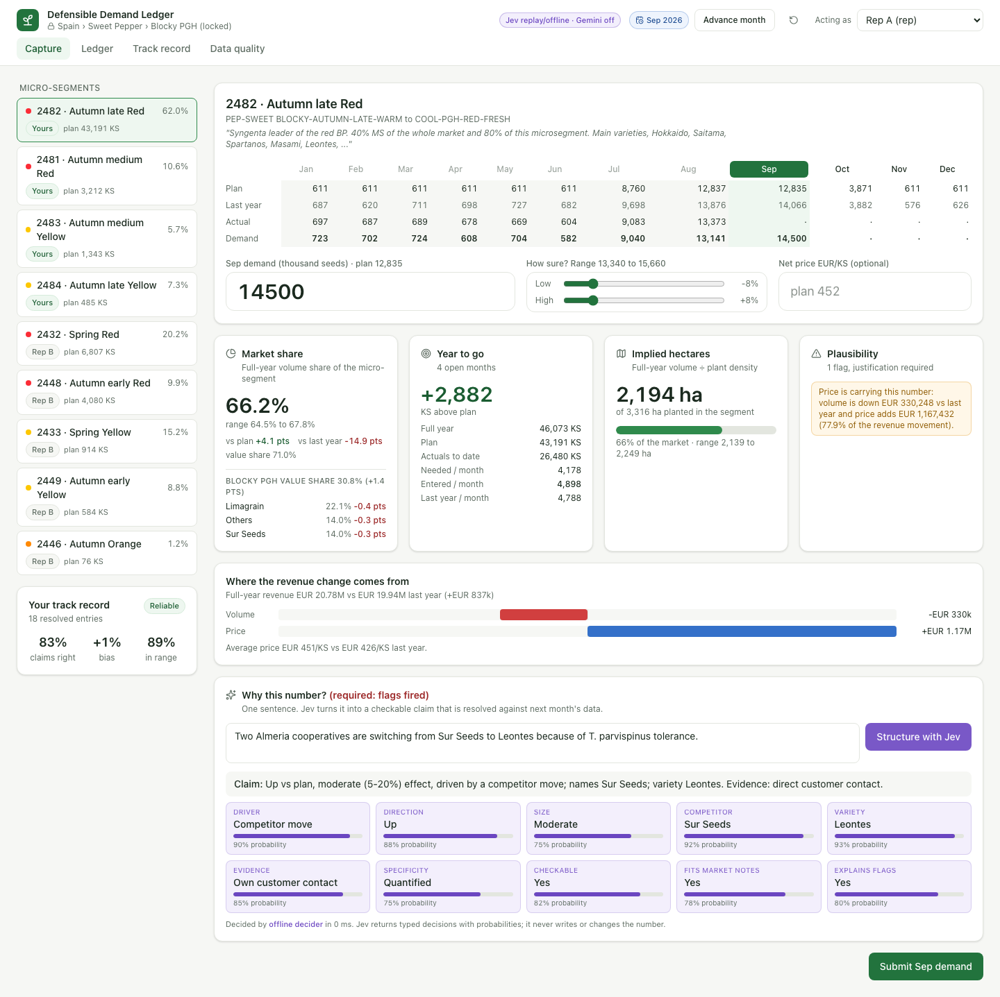 Defensible Demand Ledger
Spain › Sweet Pepper › Blocky PGH (locked)
Jev replay/offline · Gemini off
Sep 2026
Advance month
Acting as
Rep A (rep)
Capture
Ledger
Track record
Data quality
MICRO-SEGMENTS
2482 · Autumn late Red 62.0%
Yours plan 43,191 KS
2481 · Autumn medium Red 10.6%
Yours plan 3,212 KS
2483 · Autumn medium Yellow 5.7%
Yours plan 1,343 KS
2484 · Autumn late Yellow 7.3%
Yours plan 485 KS
2432 · Spring Red 20.2%
Rep B plan 6,807 KS
2448 · Autumn early Red 9.9%
Rep B plan 4,080 KS
2433 · Spring Yellow 15.2%
Rep B plan 914 KS
2449 · Autumn early Yellow 8.8%
Rep B plan 584 KS
2446 · Autumn Orange 1.2%
Rep B plan 76 KS
Your track record Reliable
18 resolved entries
83% +1% 89%
claims right bias in range
2482 · Autumn late Red
PEP-SWEET BLOCKY-AUTUMN-LATE-WARM to COOL-PGH-RED-FRESH
"Syngenta leader of the red BP. 40% MS of the whole market and 80% of this microsegment. Main varieties, Hokkaido, Saitama,
Spartanos, Masami, Leontes, ..."
Jan Feb Mar Apr May Jun Jul Aug Sep Oct Nov Dec
Plan 611 611 611 611 611 611 8,760 12,837 12,835 3,871 611 611
Last year 687 620 711 698 727 682 9,698 13,876 14,066 3,882 576 626
Actual 697 687 689 678 669 604 9,083 13,373 · · · ·
Demand 723 702 724 608 704 582 9,040 13,141 14,500 · · ·
Sep demand (thousand seeds) · plan 12,835
14500
How sure? Range 13,340 to 15,660
Low -8%
High +8%
Net price EUR/KS (optional)
plan 452
Market share
Full-year volume share of the micro-
segment
66.2%
range 64.5% to 67.8%
vs plan +4.1 pts vs last year -14.9 pts
value share 71.0%
BLOCKY PGH VALUE SHARE 30.8% (+1.4
PTS)
Limagrain 22.1% -0.4 pts
Others 14.0% -0.3 pts
Sur Seeds 14.0% -0.3 pts
Year to go
4 open months
+2,882
KS above plan
Full year 46,073 KS
Plan 43,191 KS
Actuals to date 26,480 KS
Needed / month 4,178
Entered / month 4,898
Last year / month 4,788
Implied hectares
Full-year volume ÷ plant density
2,194 ha
of 3,316 ha planted in the segment
66% of the market · range 2,139 to
2,249 ha
Plausibility
1 flag, justification required
Price is carrying this number:
volume is down EUR 330,248 vs last
year and price adds EUR 1,167,432
(77.9% of the revenue movement).
Where the revenue change comes from
Full-year revenue EUR 20.78M vs EUR 19.94M last year (+EUR 837k)
Volume -EUR 330k
Price +EUR 1.17M
Average price EUR 451/KS vs EUR 426/KS last year.
Why this number? (required: flags fired)
One sentence. Jev turns it into a checkable claim that is resolved against next month's data.
Two Almeria cooperatives are switching from Sur Seeds to Leontes because of T. parvispinus tolerance.
Structure with Jev
Claim: Up vs plan, moderate (5-20%) effect, driven by a competitor move; names Sur Seeds; variety Leontes. Evidence: direct customer contact.
DRIVER DIRECTION SIZE COMPETITOR VARIETY
Competitor move Up Moderate Sur Seeds Leontes
90% probability 88% probability 75% probability 92% probability 93% probability
EVIDENCE SPECIFICITY CHECKABLE FITS MARKET NOTES EXPLAINS FLAGS
Own customer contact Quantified Yes Yes Yes
85% probability 75% probability 82% probability 78% probability 80% probability
Decided by offline decider in 0 ms. Jev returns typed decisions with probabilities; it never writes or changes the number.
Submit Sep demand